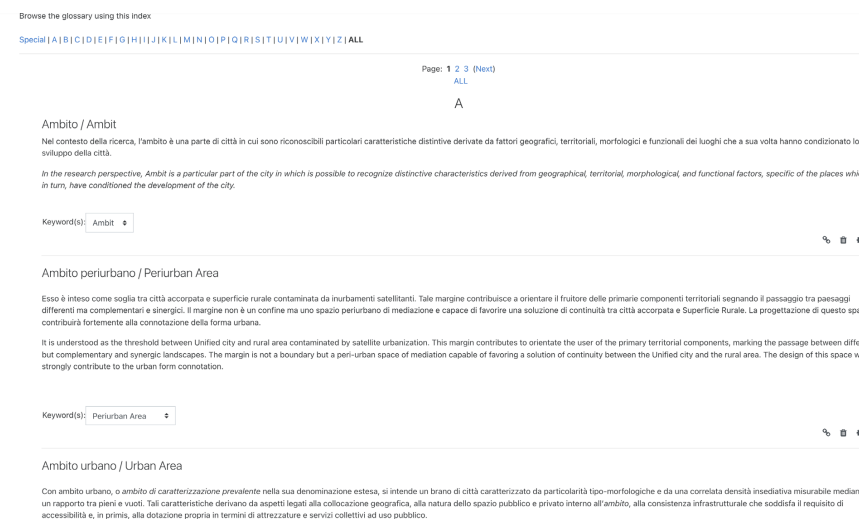 Browse the glossary using this index
Special | A | B | C | D | E | F | G | H | I | J | K | L | M | N | O | P | Q | R | S | T | U | V | W | X | Y | Z | ALL
Page: 1 2 3 (Next)
ALL
A
Ambito / Ambit
Nel contesto della ricerca, l'ambito è una parte di città in cui sono riconoscibili particolari caratteristiche distintive derivate da fattori geografici, territoriali, morfologici e funzionali dei luoghi che a sua volta hanno condizionato lo
sviluppo della città.
In the research perspective, Ambit is a particular part of the city in which is possible to recognize distinctive characteristics derived from geographical, territorial, morphological, and functional factors, specific of the places
in turn, have conditioned the development of the city.
Keyword(s): Ambit
Ambito periurbano / Periurban Area
Esso è inteso come soglia tra città accorpata e superficie rurale contaminata da inurbamenti satellitanti. Tale margine contribuisce a orientare il fruitore delle primarie componenti territoriali segnando il passaggio tra paesaggi
differenti ma complementari e sinergici. Il margine non è un confine ma uno spazio periurbano di mediazione e capace di favorire una soluzione di continuità tra città accorpata e Superficie Rurale. La progettazione di questo
contribuirà fortemente alla connotazione della forma urbana.
It is understood as the threshold between Unified city and rural area contaminated by satellite urbanization. This margin contributes to orientate the user of the primary territorial components, marking the passage between
but complementary and synergic landscapes. The margin is not a boundary but a peri-urban space of mediation capable of favoring a solution of continuity between the Unified city and the rural area. The design of this space
strongly contribute to the urban form connotation.
Keyword(s): Periurban Area
Ambito urbano / Urban Area
Con ambito urbano, o ambito di caratterizzazione prevalente nella sua denominazione estesa, si intende un brano di città caratterizzato da particolarità tipo-morfologiche e da una correlata densità insediativa misurabile
un rapporto tra pieni e vuoti. Tali caratteristiche derivano da aspetti legati alla collocazione geografica, alla natura dello spazio pubblico e privato interno all'ambito, alla consistenza infrastrutturale che soddisfa il requisito di
accessibilità e, in primis, alla dotazione propria in termini di attrezzature e servizi collettivi ad uso pubblico.